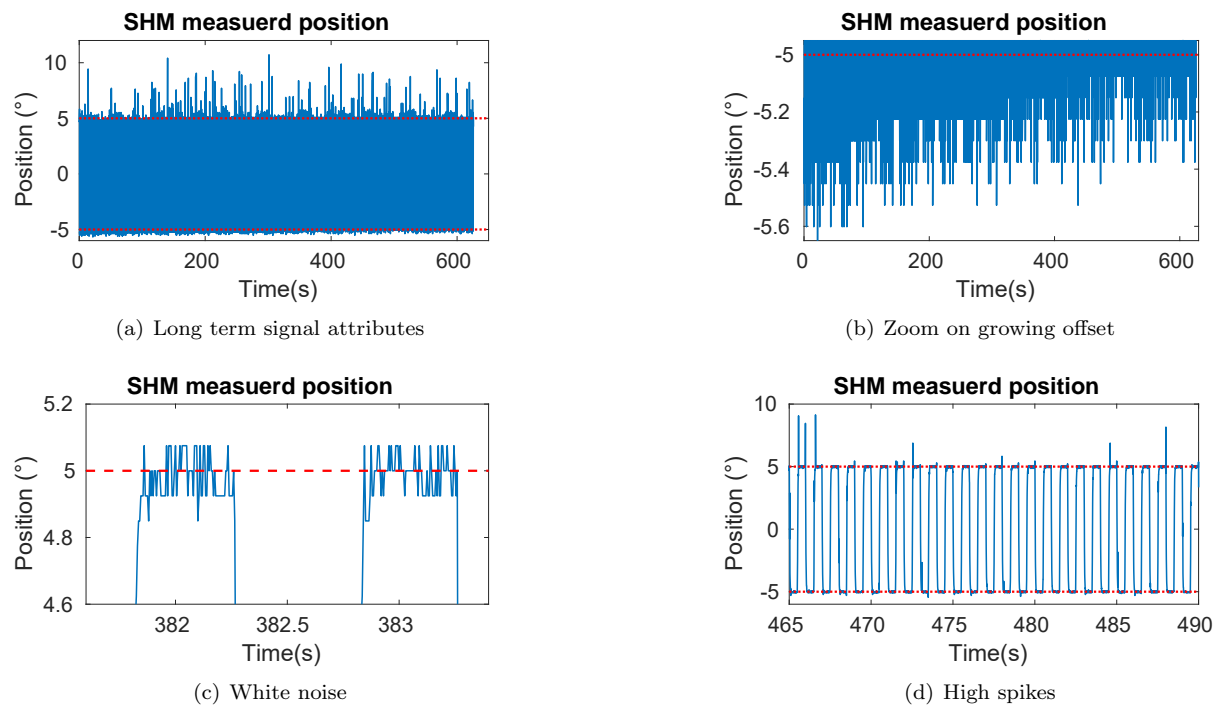 SHM measuerd position
10
5
0
-5
0
200
400
600
Position (°)
Time(s)
(a) Long term signal attributes
SHM measuerd position
-5
-5.2
-5.4
-5.6
0
200
400
600
Position (°)
Time(s)
(b) Zoom on growing offset
SHM measuerd position
5.2
5
4.8
4.6
382
382.5
383
Position (°)
Time(s)
(c) White noise
SHM measuerd position
10
5
0
-5
465
470
475
480
485
490
Position (°)
Time(s)
(d) High spikes